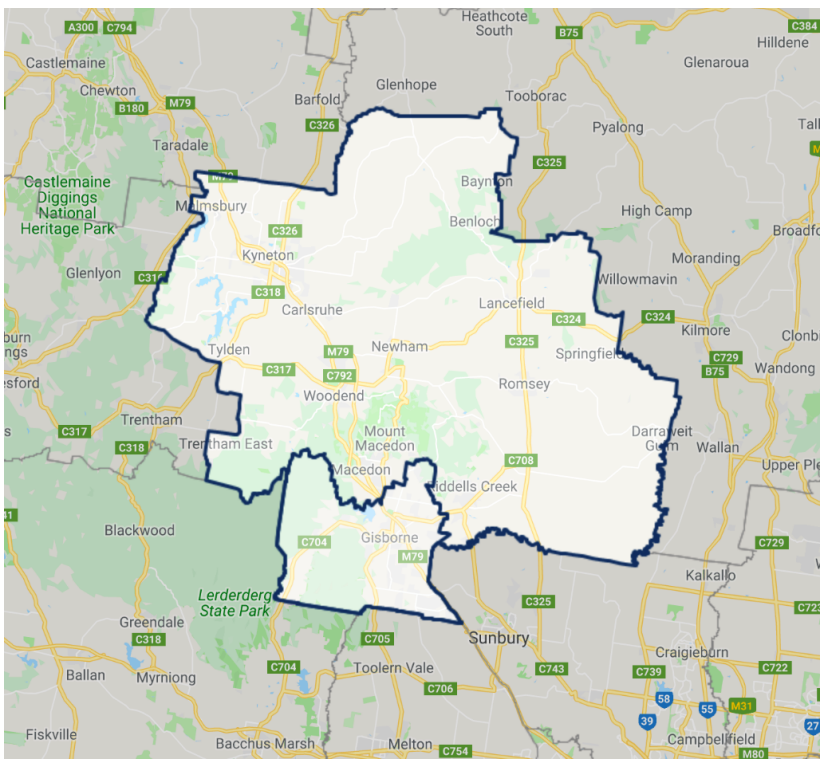 Heathcote
South
A300
C794
B75
C384
Hilldene
Castlemaine
Glenaroua
Chewton
Glenhope
Tooborac
B180
M79
Barfold
C326
Pyalong
Taradale
C325
M79
Castlemaine
Diggings
National
Heritage Park
Baynton
Malmsbury
Benloch
High Camp
C326
Kyneton
Moranding
Glenlyon
C316
C318
Willowmavin
Carlsruhe
Lancefield
C324
C324
Kilmore
C325
Tylden
M79
Newham
Springfield
C729
C317
C792
B75
Wandong
Woodend
Romsey
Trentham
C317
C318
Trentham East
Mount
Macedon
Darraweit
Guim
Wallan
Macedon
C708
Riddells Creek
Blackwood
C704
Gisborne
M79
C729
Kalkallo
Lerderderg
State Park
C325
Greendale
C318
C705
Sunbury
Craigieburn
C704
Toolern Vale
C743
C739
C722
Ballan
Myrniong
C706
58
55
M31
39
Fiskville
Bacchus Marsh
Melton
C754
Campbellfield
M80